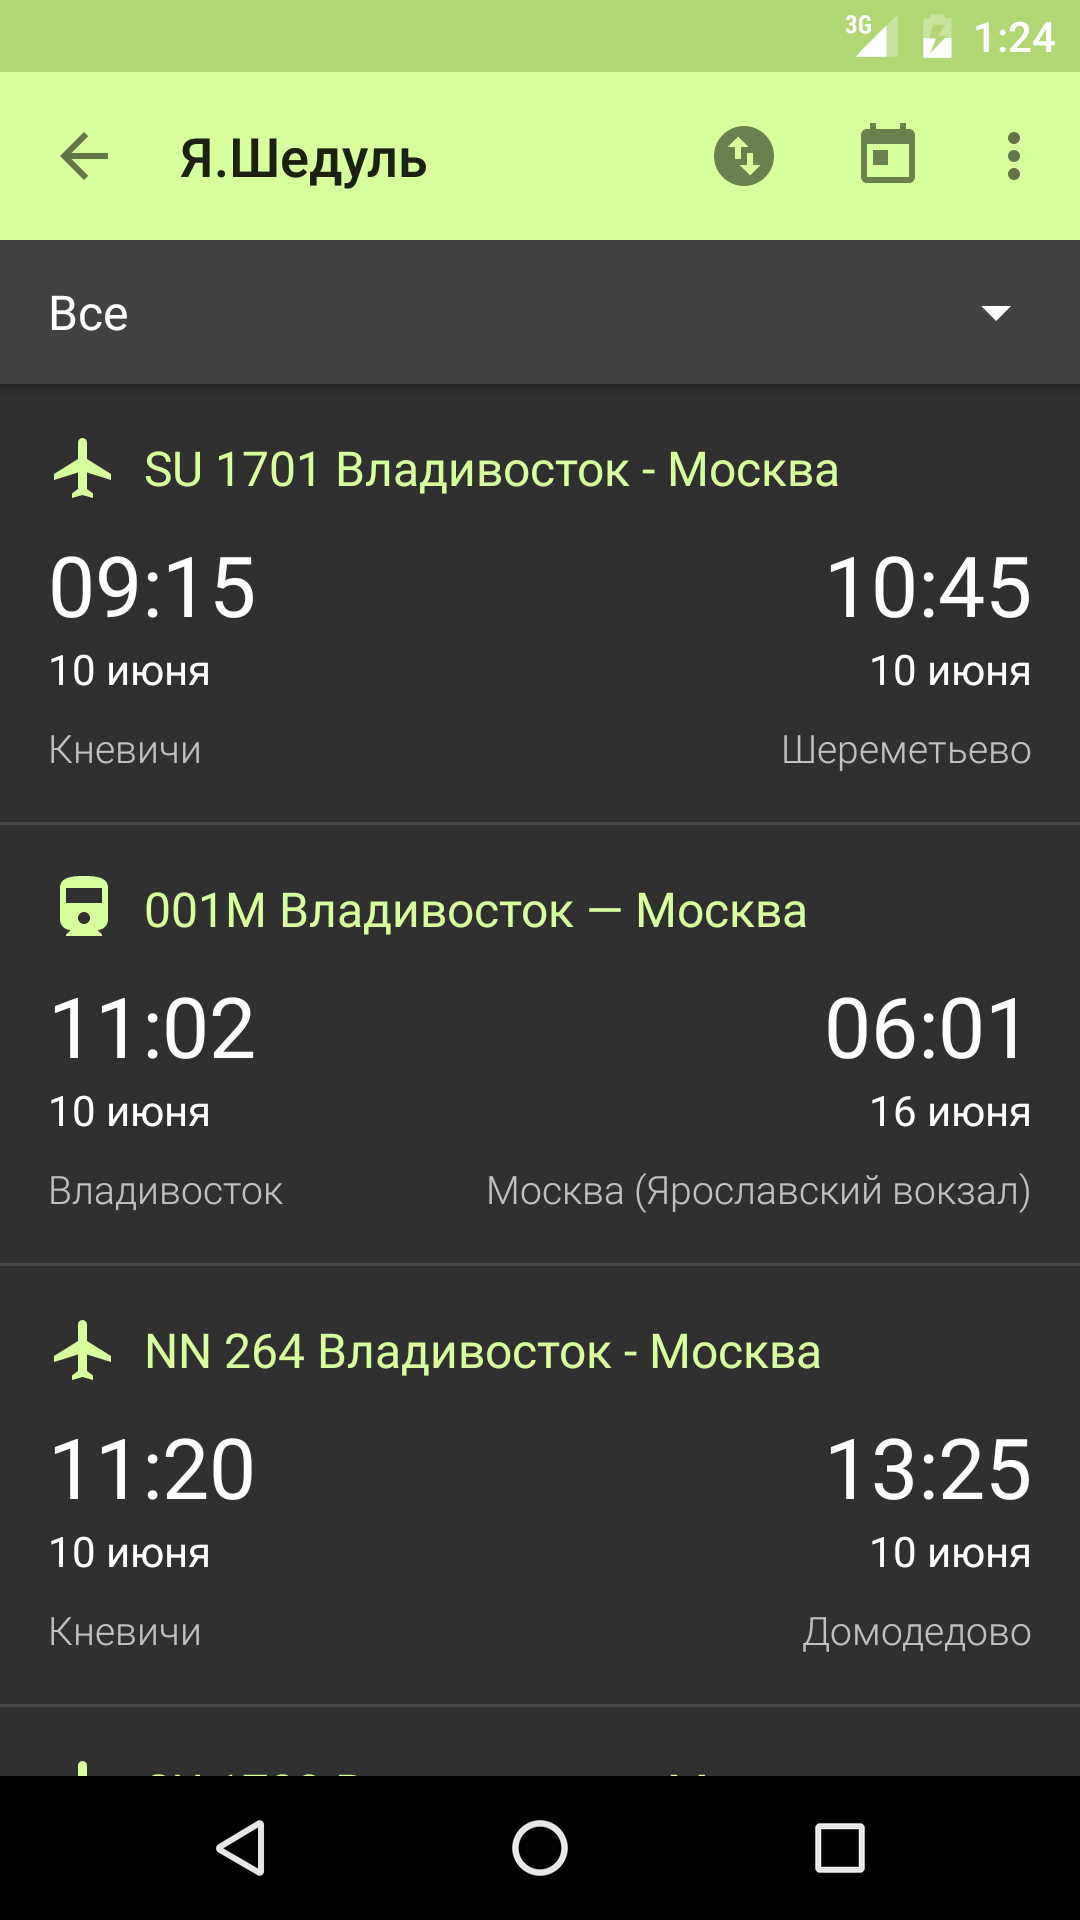 3G 1:24
Я.Шедуль
Все
SU 1701 Владивосток - Москва
09:15 10:45
10 июня 10 июня
Кневичи Шереметьево
001М Владивосток — Москва
11:02 06:01
10 июня 16 июня
Владивосток Москва (Ярославский вокзал)
NN 264 Владивосток - Москва
11:20 13:25
10 июня 10 июня
Кневичи Домодедово